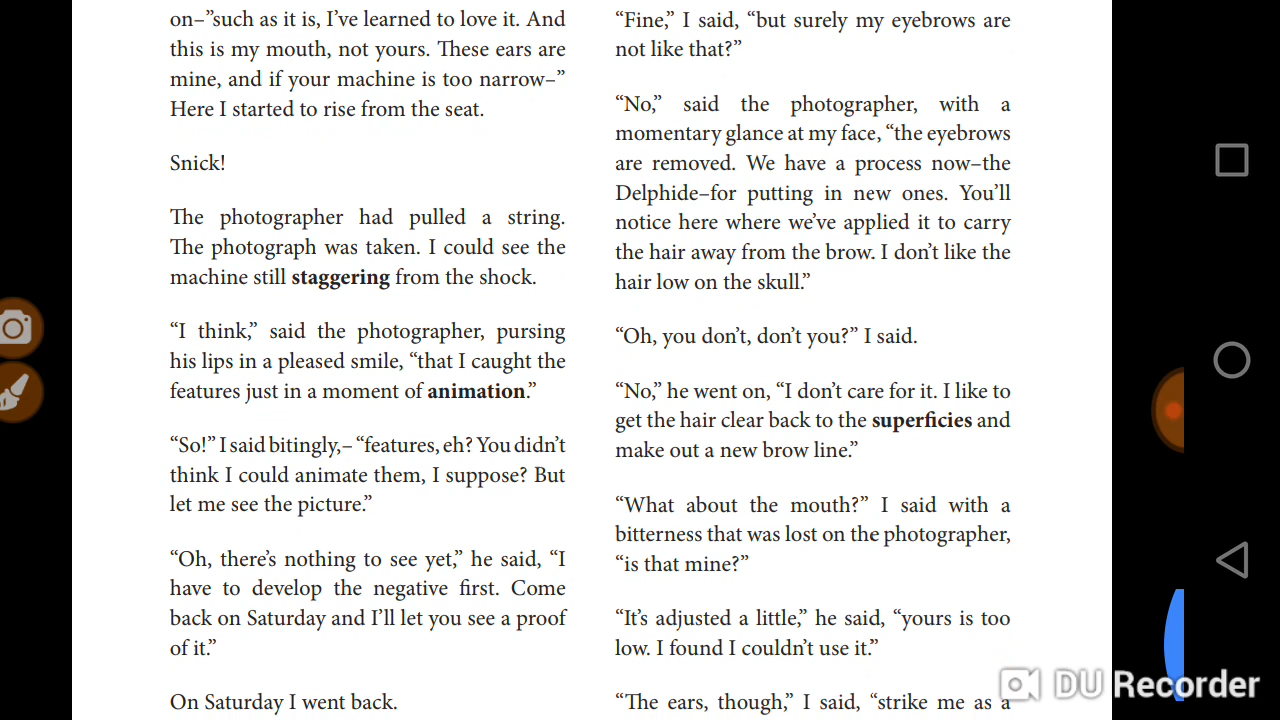 on–”such as it is, I’ve learned to love it. And
this is my mouth, not yours. These ears are
mine, and if your machine is too narrow–”
Here I started to rise from the seat.
Snick!
The photographer had pulled a string.
The photograph was taken. I could see the
machine still staggering from the shock.
“I think,” said the photographer, pursing
his lips in a pleased smile, “that I caught the
features just in a moment of animation.”
“So!” I said bitingly,– “features, eh? You didn’t
think I could animate them, I suppose? But
let me see the picture.”
“Oh, there’s nothing to see yet,” he said, “I
have to develop the negative first. Come
back on Saturday and I’ll let you see a proof
of it.”
On Saturday I went back.
“Fine,” I said, “but surely my eyebrows are
not like that?”
“No,” said the photographer, with a
momentary glance at my face, “the eyebrows
are removed. We have a process now–the
Delphide–for putting in new ones. You’ll
notice here where we’ve applied it to carry
the hair away from the brow. I don’t like the
hair low on the skull.”
“Oh, you don’t, don’t you?” I said.
“No,” he went on, “I don’t care for it. I like to
get the hair clear back to the superficies and
make out a new brow line.”
“What about the mouth?” I said with a
bitterness that was lost on the photographer,
“is that mine?”
“It’s adjusted a little,” he said, “yours is too
low. I found I couldn’t use it.”
“The ears, though,” I said, “strike me as a
DU Recorder